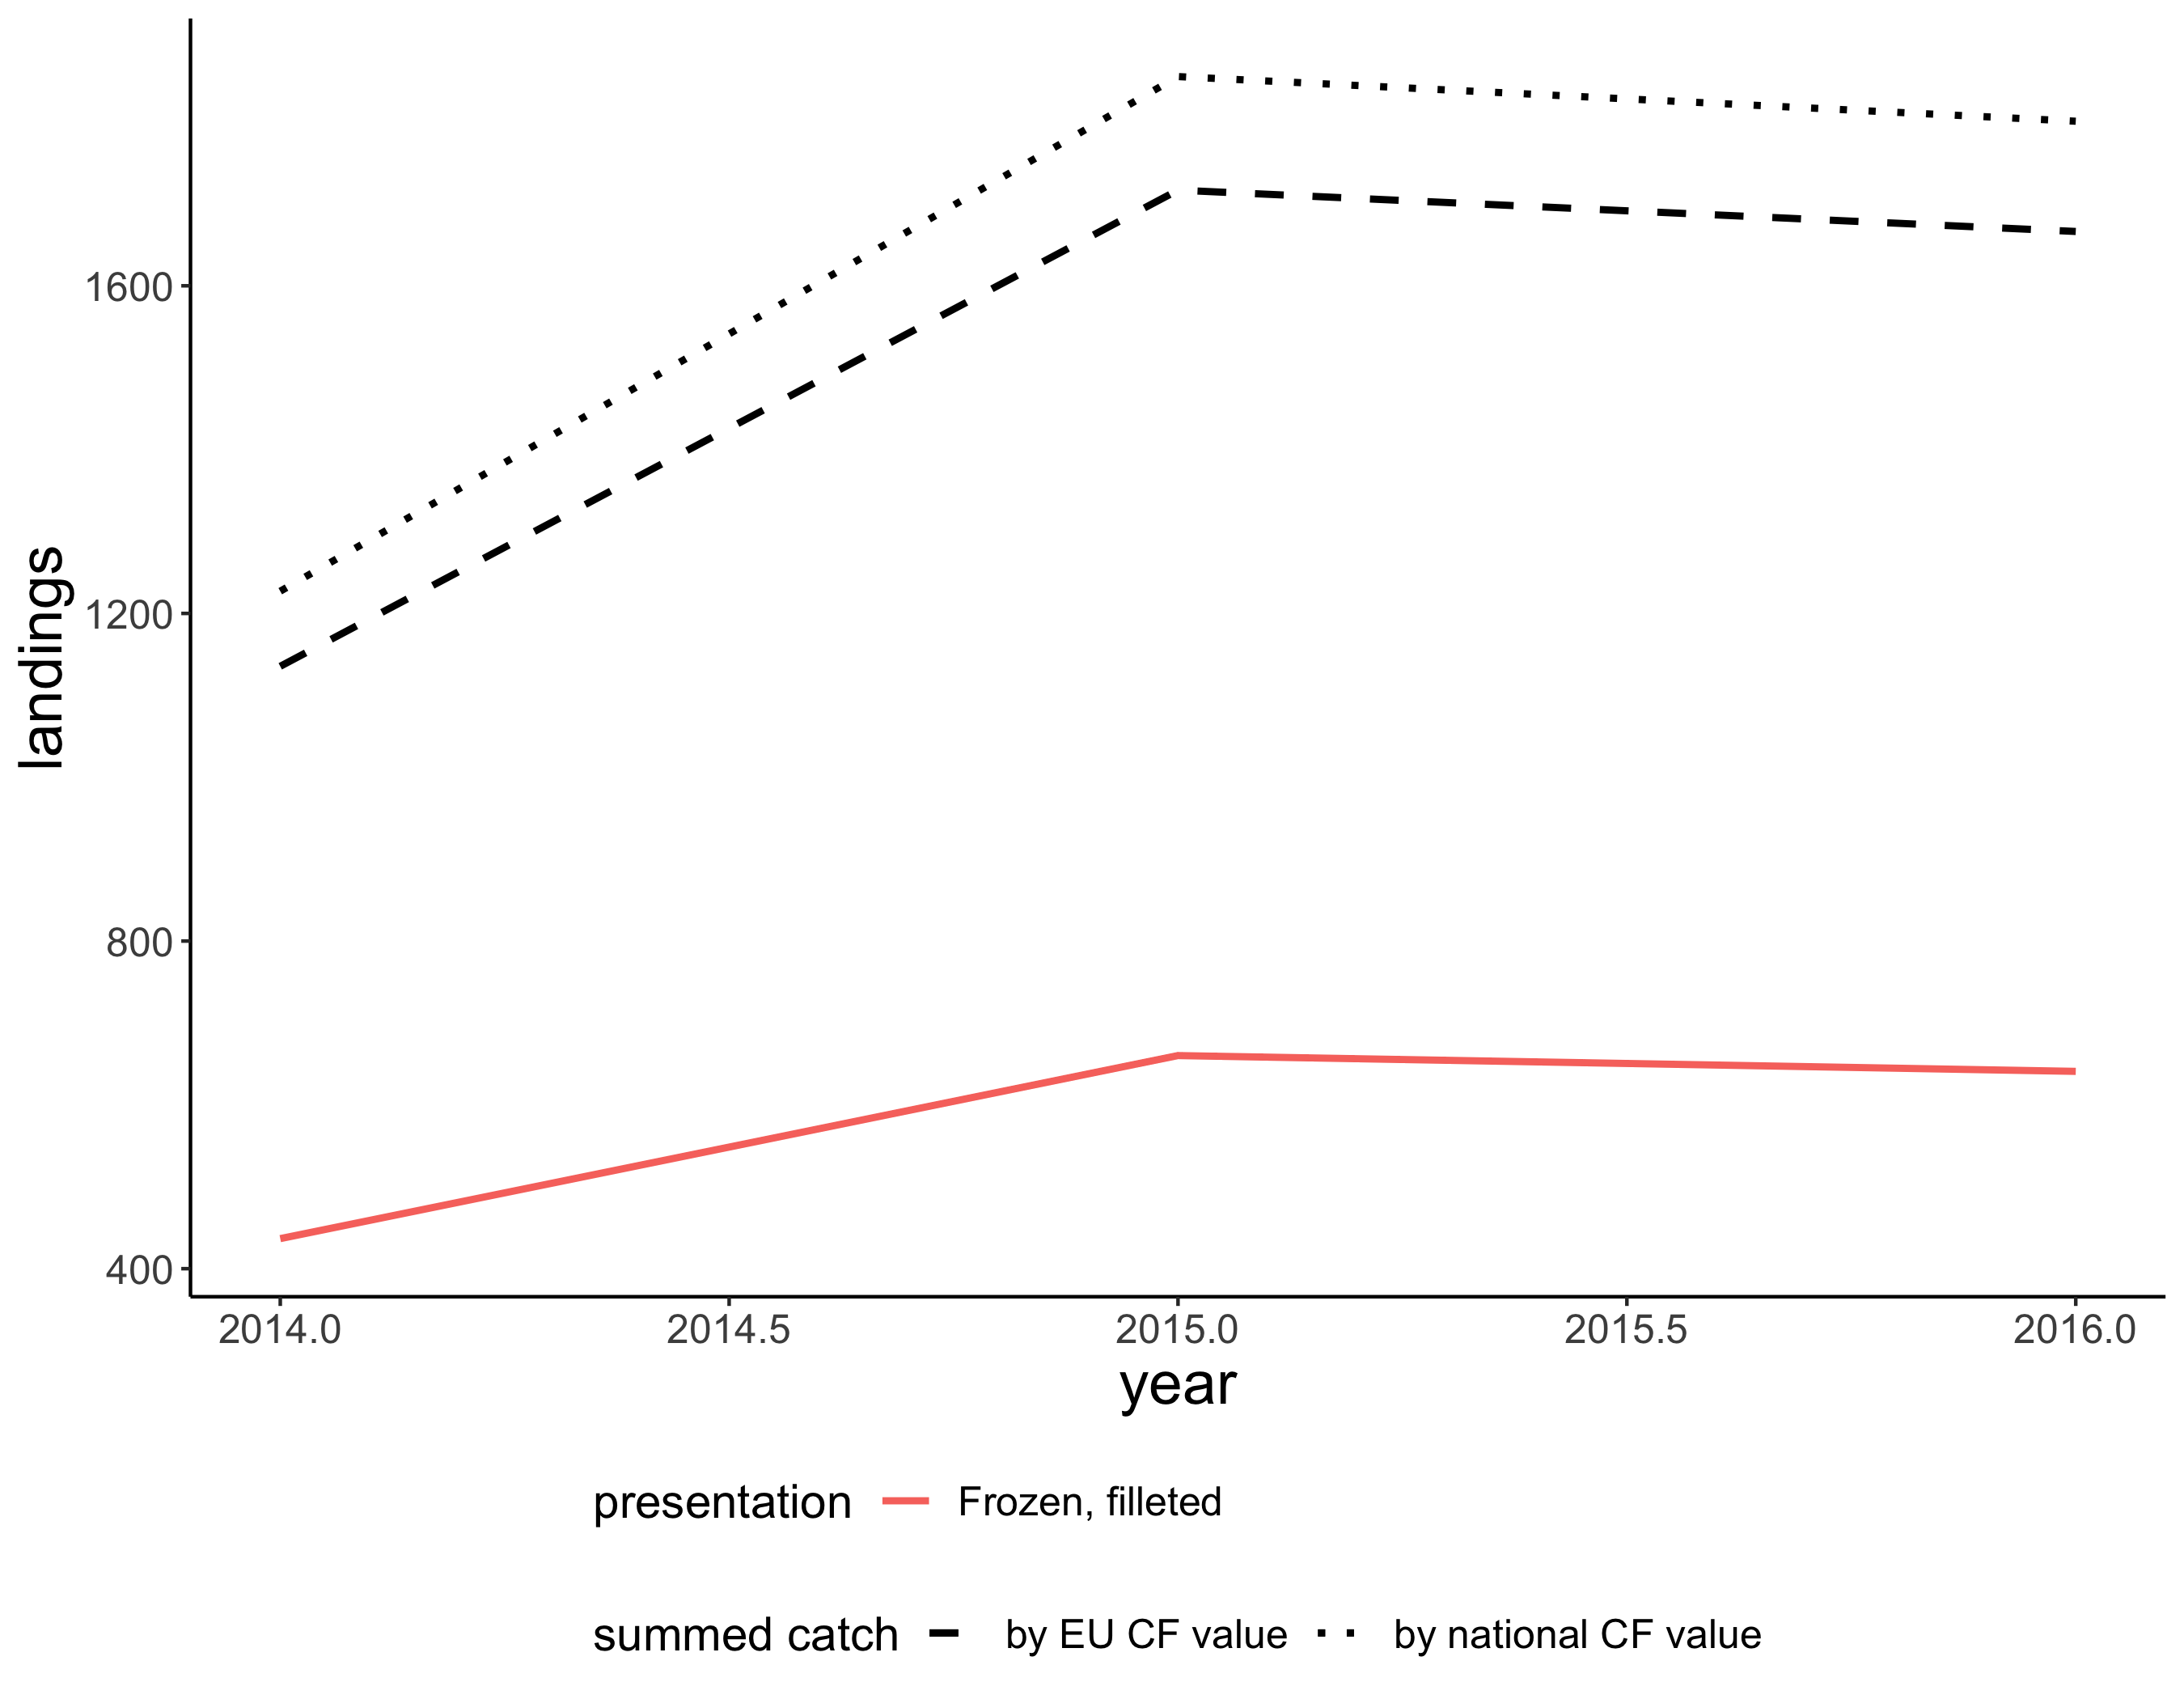 landings
1600
1200
800
400
2014.0 2014.5 2015.0 2015.5 2016.0
year
presentation Frozen, filleted
summed catch by EU CF value by national CF value